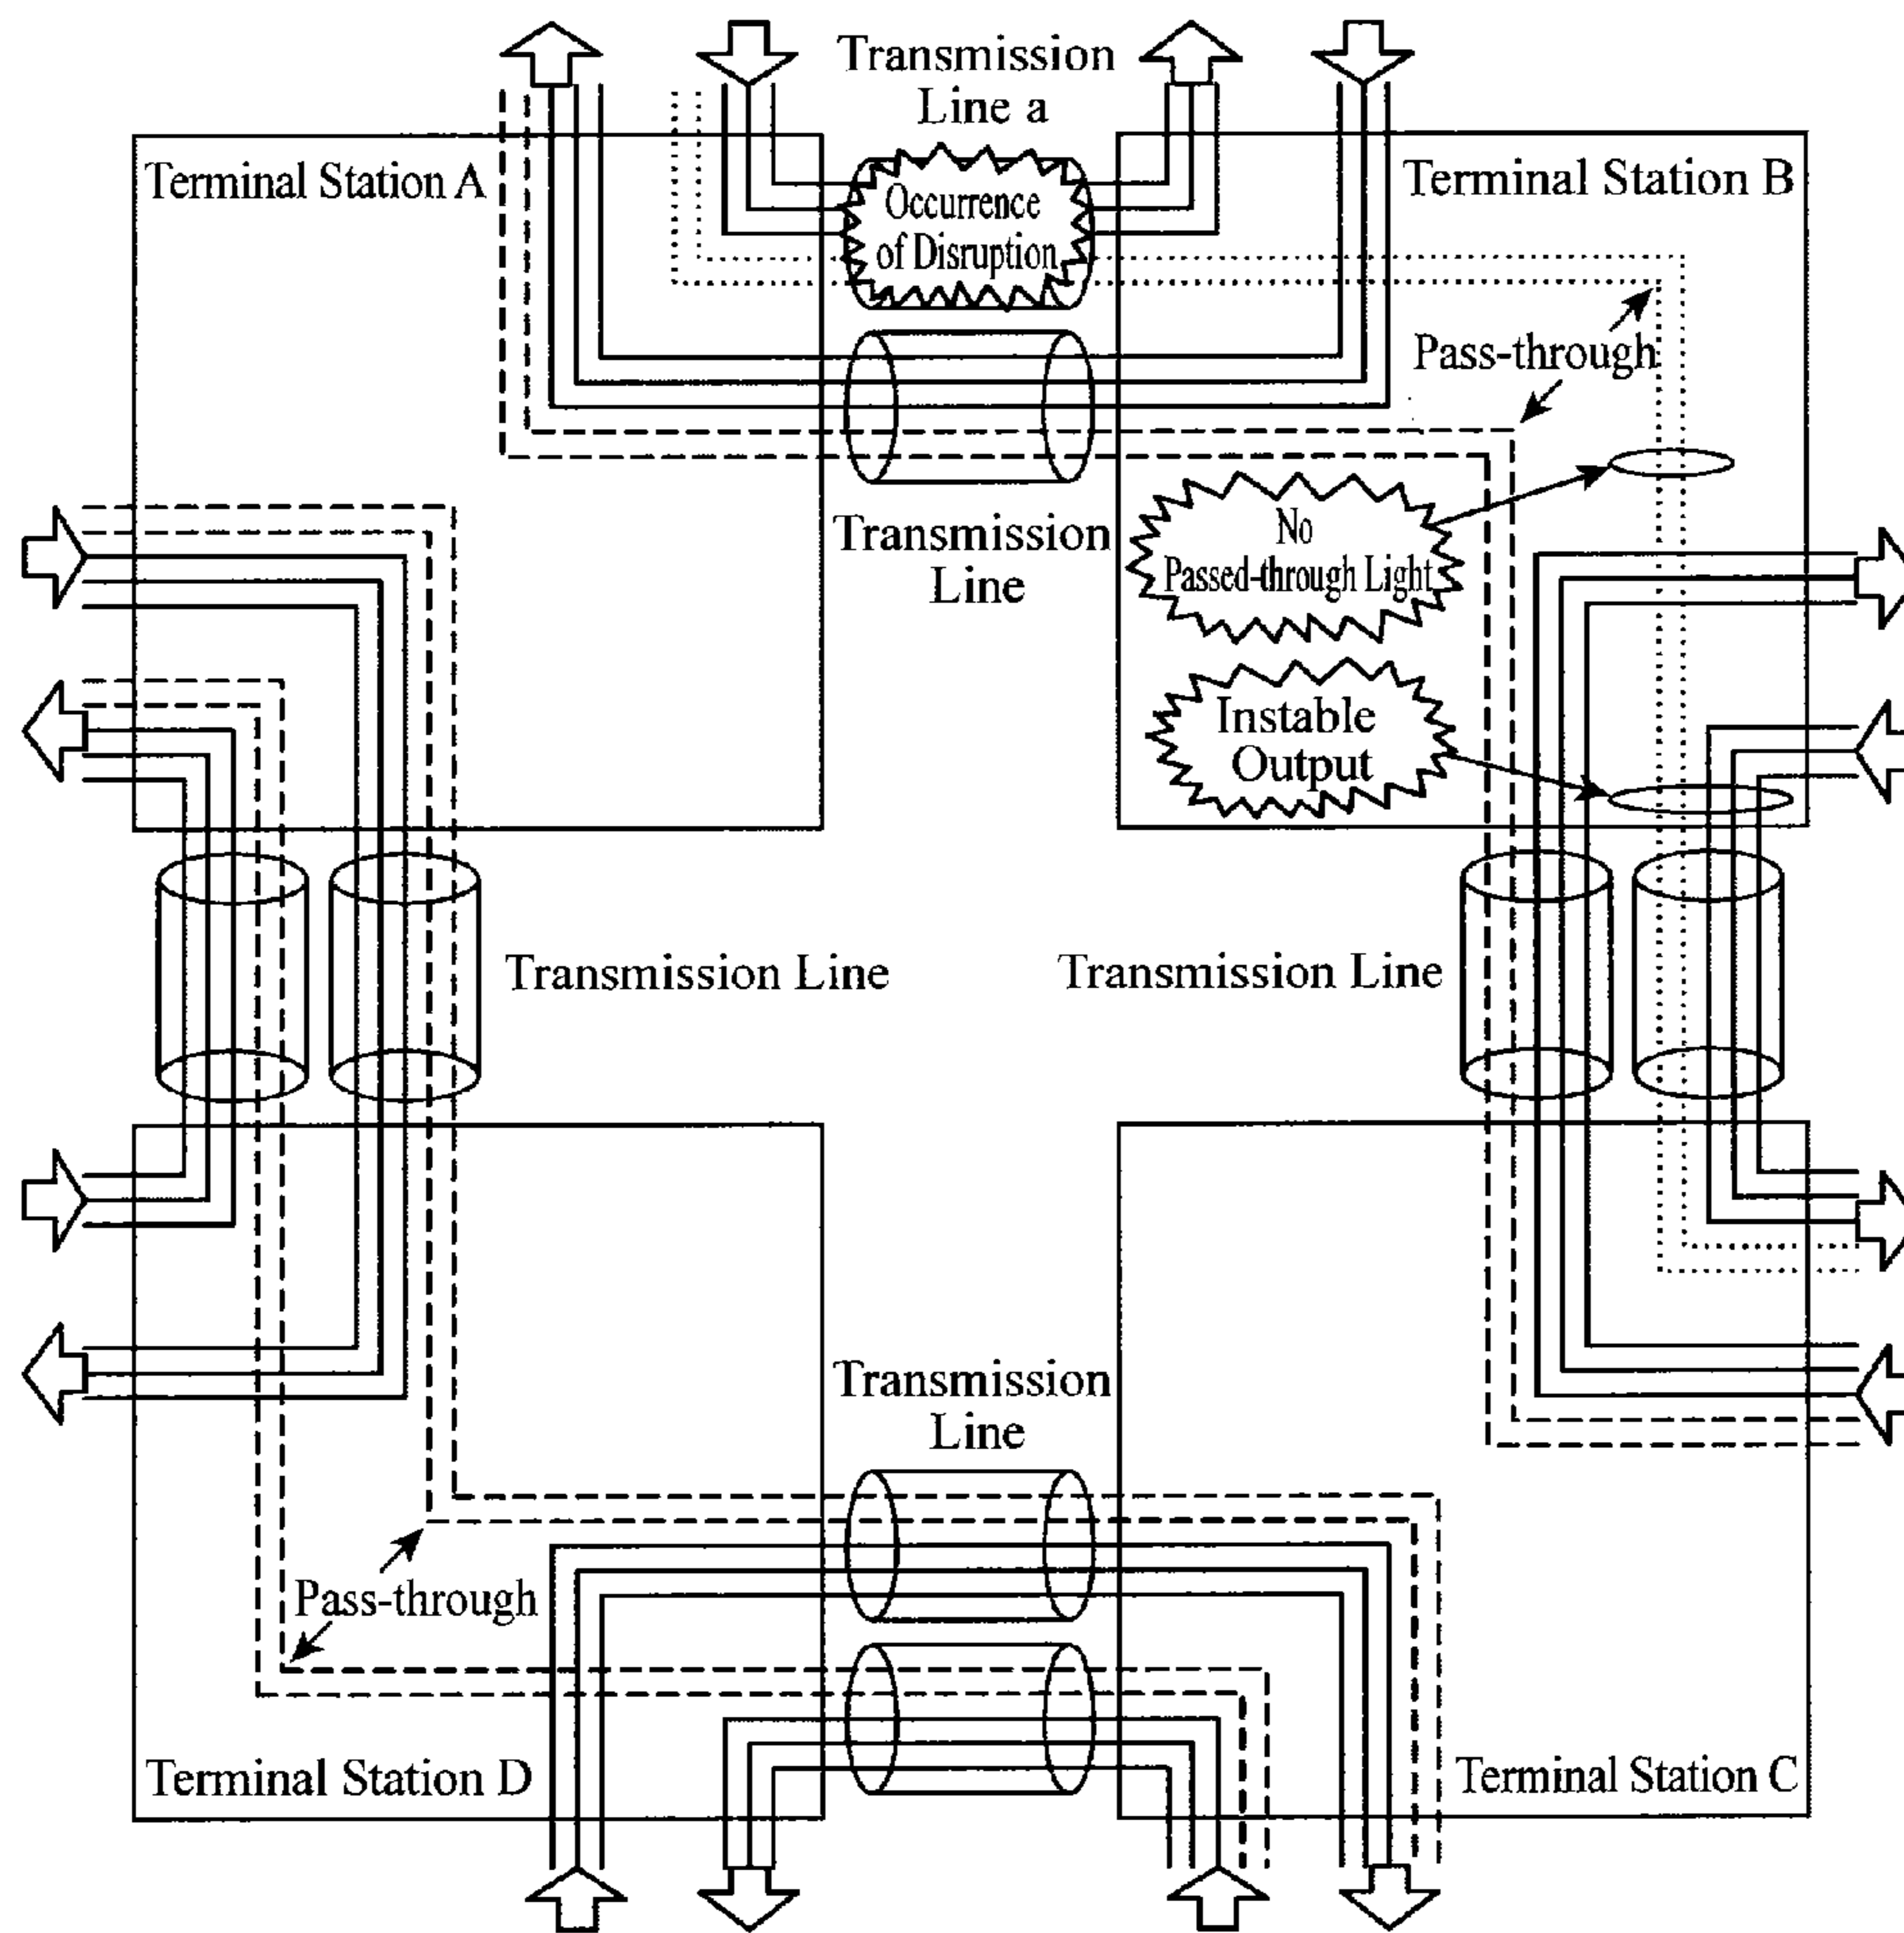 Transmission
Line a
Terminal Station A
Occurrence
of Disruption
Terminal Station B
Pass-through
Transmission
Line
No
Passed-through Light
Instable
Output
Transmission Line
Transmission Line
Transmission
Line
Pass-through
Terminal Station D
Terminal Station C